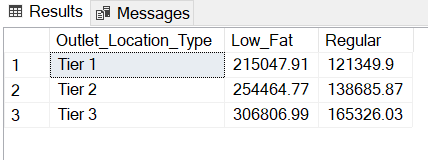 Results Messages
Outlet_Location_Type Low_Fat Regular
1 Tier 1 215047.91 121349.9
2 Tier 2 254464.77 138685.87
3 Tier 3 306806.99 165326.03